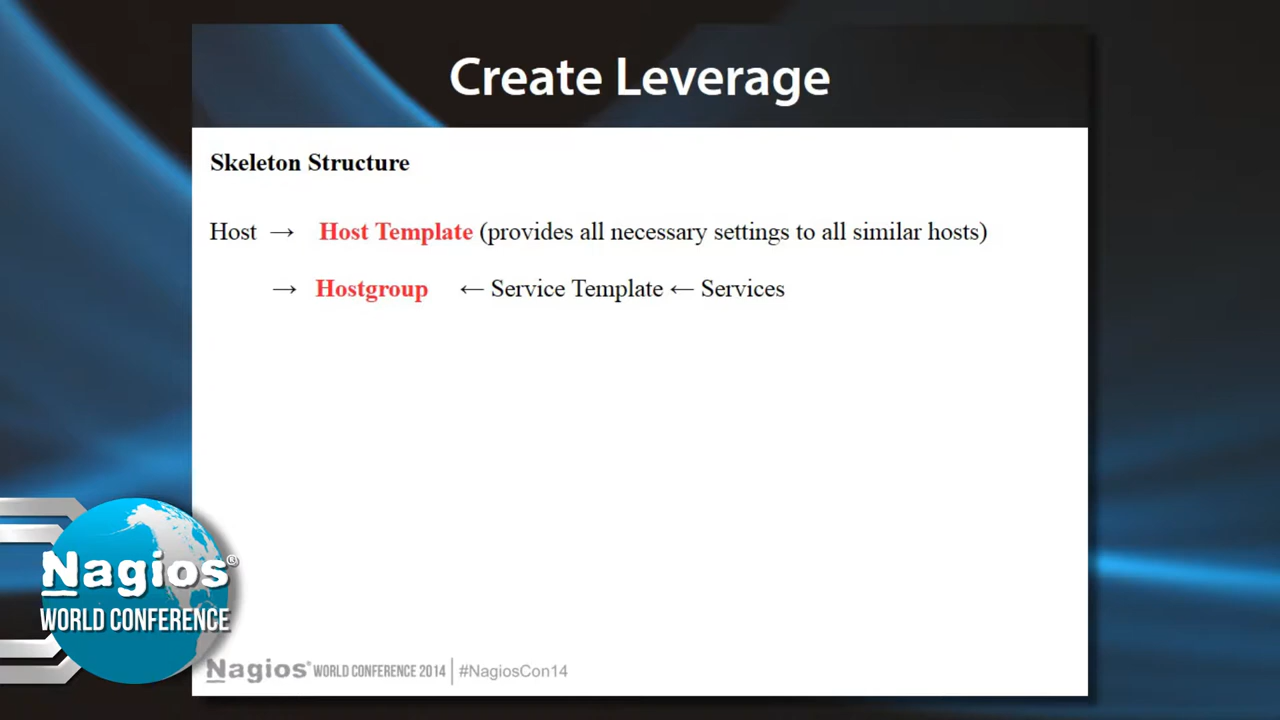 Create Leverage
Skeleton Structure
Host → Host Template (provides all necessary settings to all similar hosts)
→ Hostgroup ← Service Template ← Services
Nagios®
WORLD CONFERENCE
Nagios® WORLD CONFERENCE 2014 | #NagiosCon14